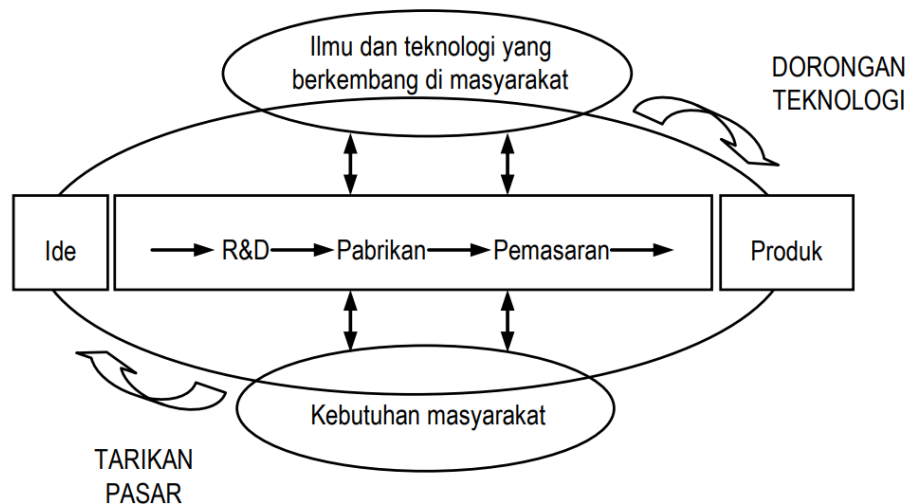 Ilmu dan teknologi yang
berkembang di masyarakat
DORONGAN
TEKNOLOGI
Ide
R&D
Pabrikan
Pemasaran
Produk
Kebutuhan masyarakat
TARIKAN
PASAR